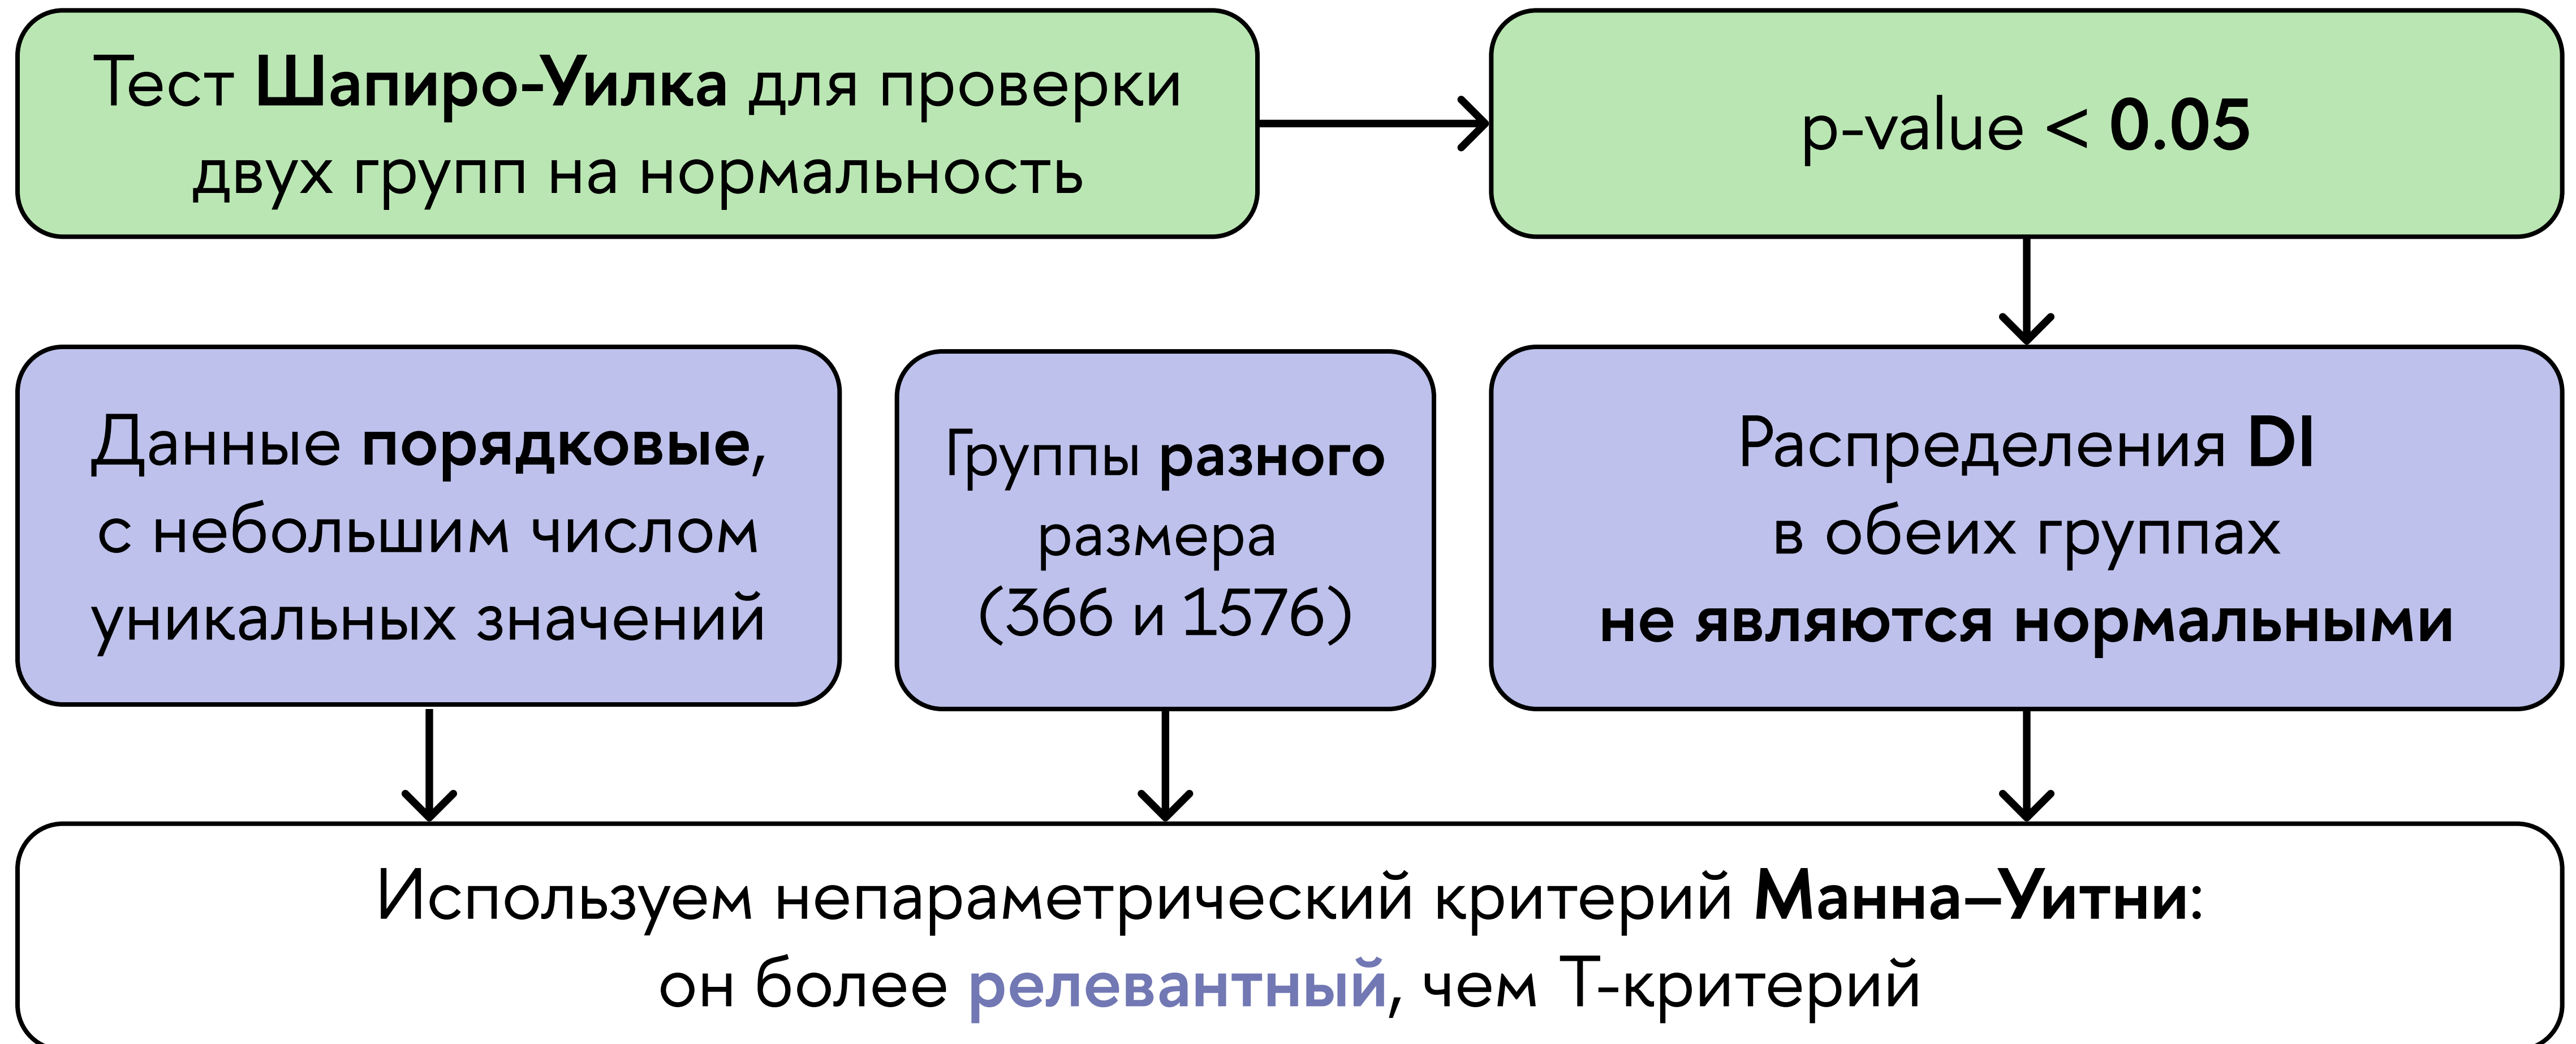 Тест Шапиро-Уилка для проверки
двух групп на нормальность
p-value < 0.05
Данные порядковые,
с небольшим числом
уникальных значений
Группы разного
размера
(366 и 1576)
Распределения DI
в обеих группах
не являются нормальными
Используем непараметрический критерий Манна–Уитни:
он более релевантный, чем Т-критерий